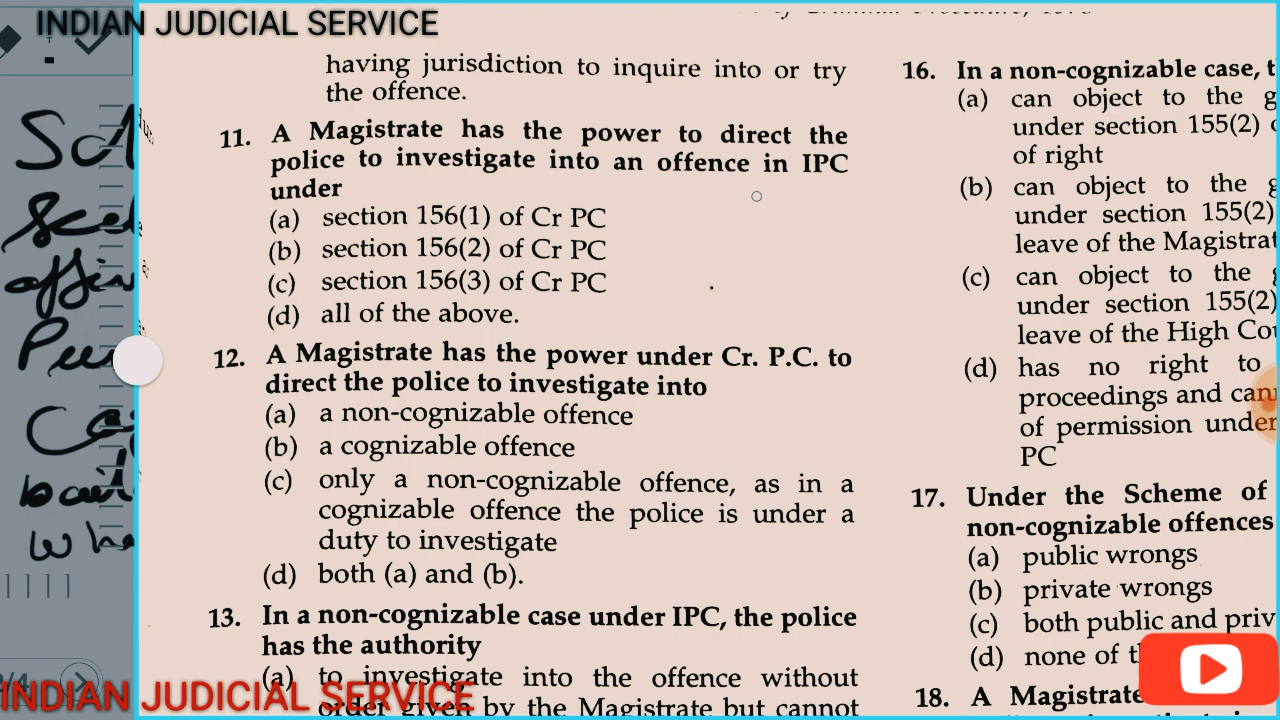 INDIAN JUDICIAL SERVICE
having jurisdiction to inquire into or try
the offence.
11. A Magistrate has the power to direct the
police to investigate into an offence in IPC
under
(a) section 156(1) of Cr PC
(b) section 156(2) of Cr PC
(c) section 156(3) of Cr PC
(d) all of the above.
12. A Magistrate has the power under Cr. P.C. to
direct the police to investigate into
(a) a non-cognizable offence
(b) a cognizable offence
(c) only a non-cognizable offence, as in a
cognizable offence the police is under a
duty to investigate
(d) both (a) and (b).
13. In a non-cognizable case under IPC, the police
has the authority
(a) to investigate into the offence without
order given by the Magistrate but cannot
16. In a non-cognizable case, t
(a) can object to the g
under section 155(2)
of right
(b) can object to the g
under section 155(2)
leave of the Magistrat
(c) can object to the g
under section 155(2)
leave of the High Cou
(d) has no right to
proceedings and can
of permission under
PC
17. Under the Scheme of
non-cognizable offences
(a) public wrongs
(b) private wrongs
(c) both public and priv
(d) none of t
18. A Magistrate
INDIAN JUDICIAL SERVICE